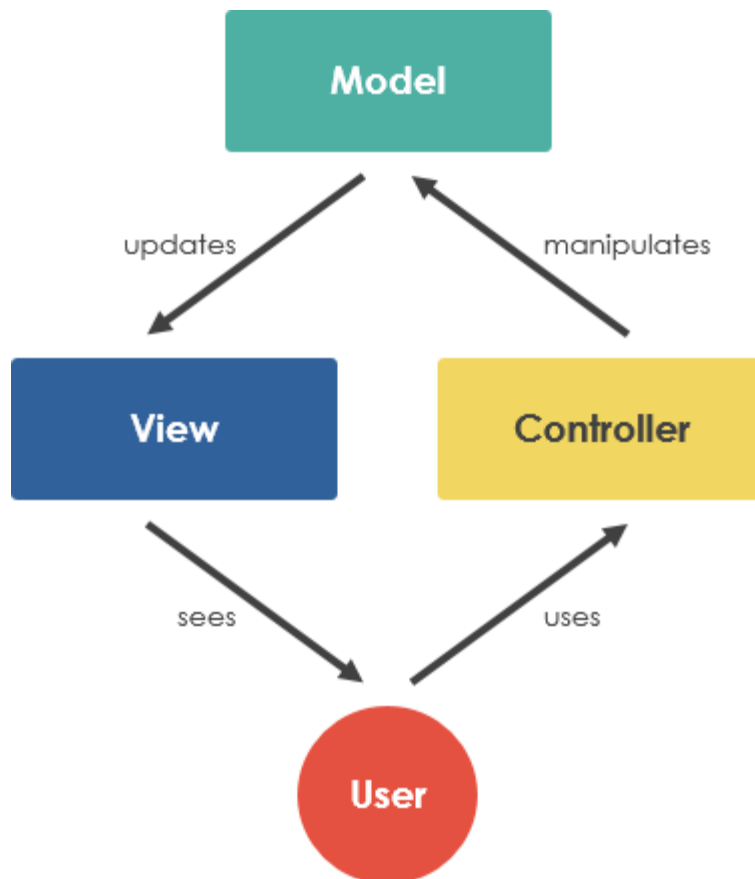 Model
updates
manipulates
View
Controller
sees
uses
User